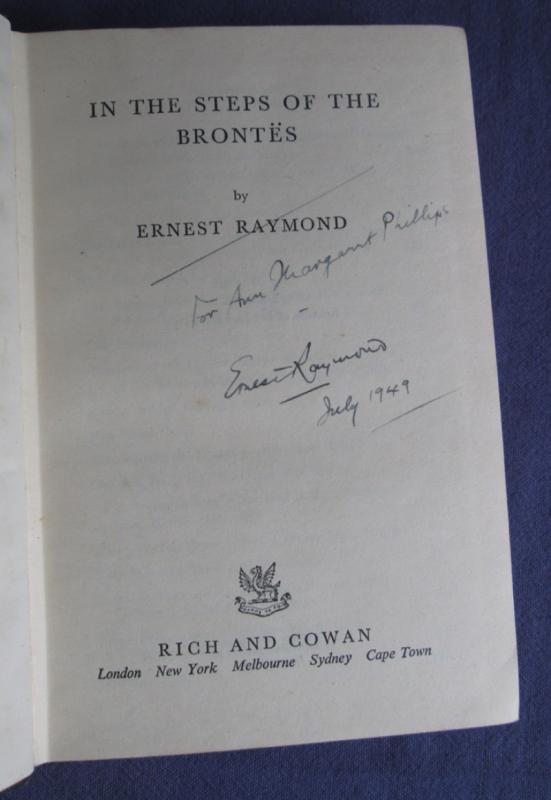 IN THE STEPS OF THE
BRONTËS
by
ERNEST RAYMOND
For Ann Margaret Phillips
Ernest Raymond
July 1949
RICH AND COWAN
London New York Melbourne Sydney Cape Town